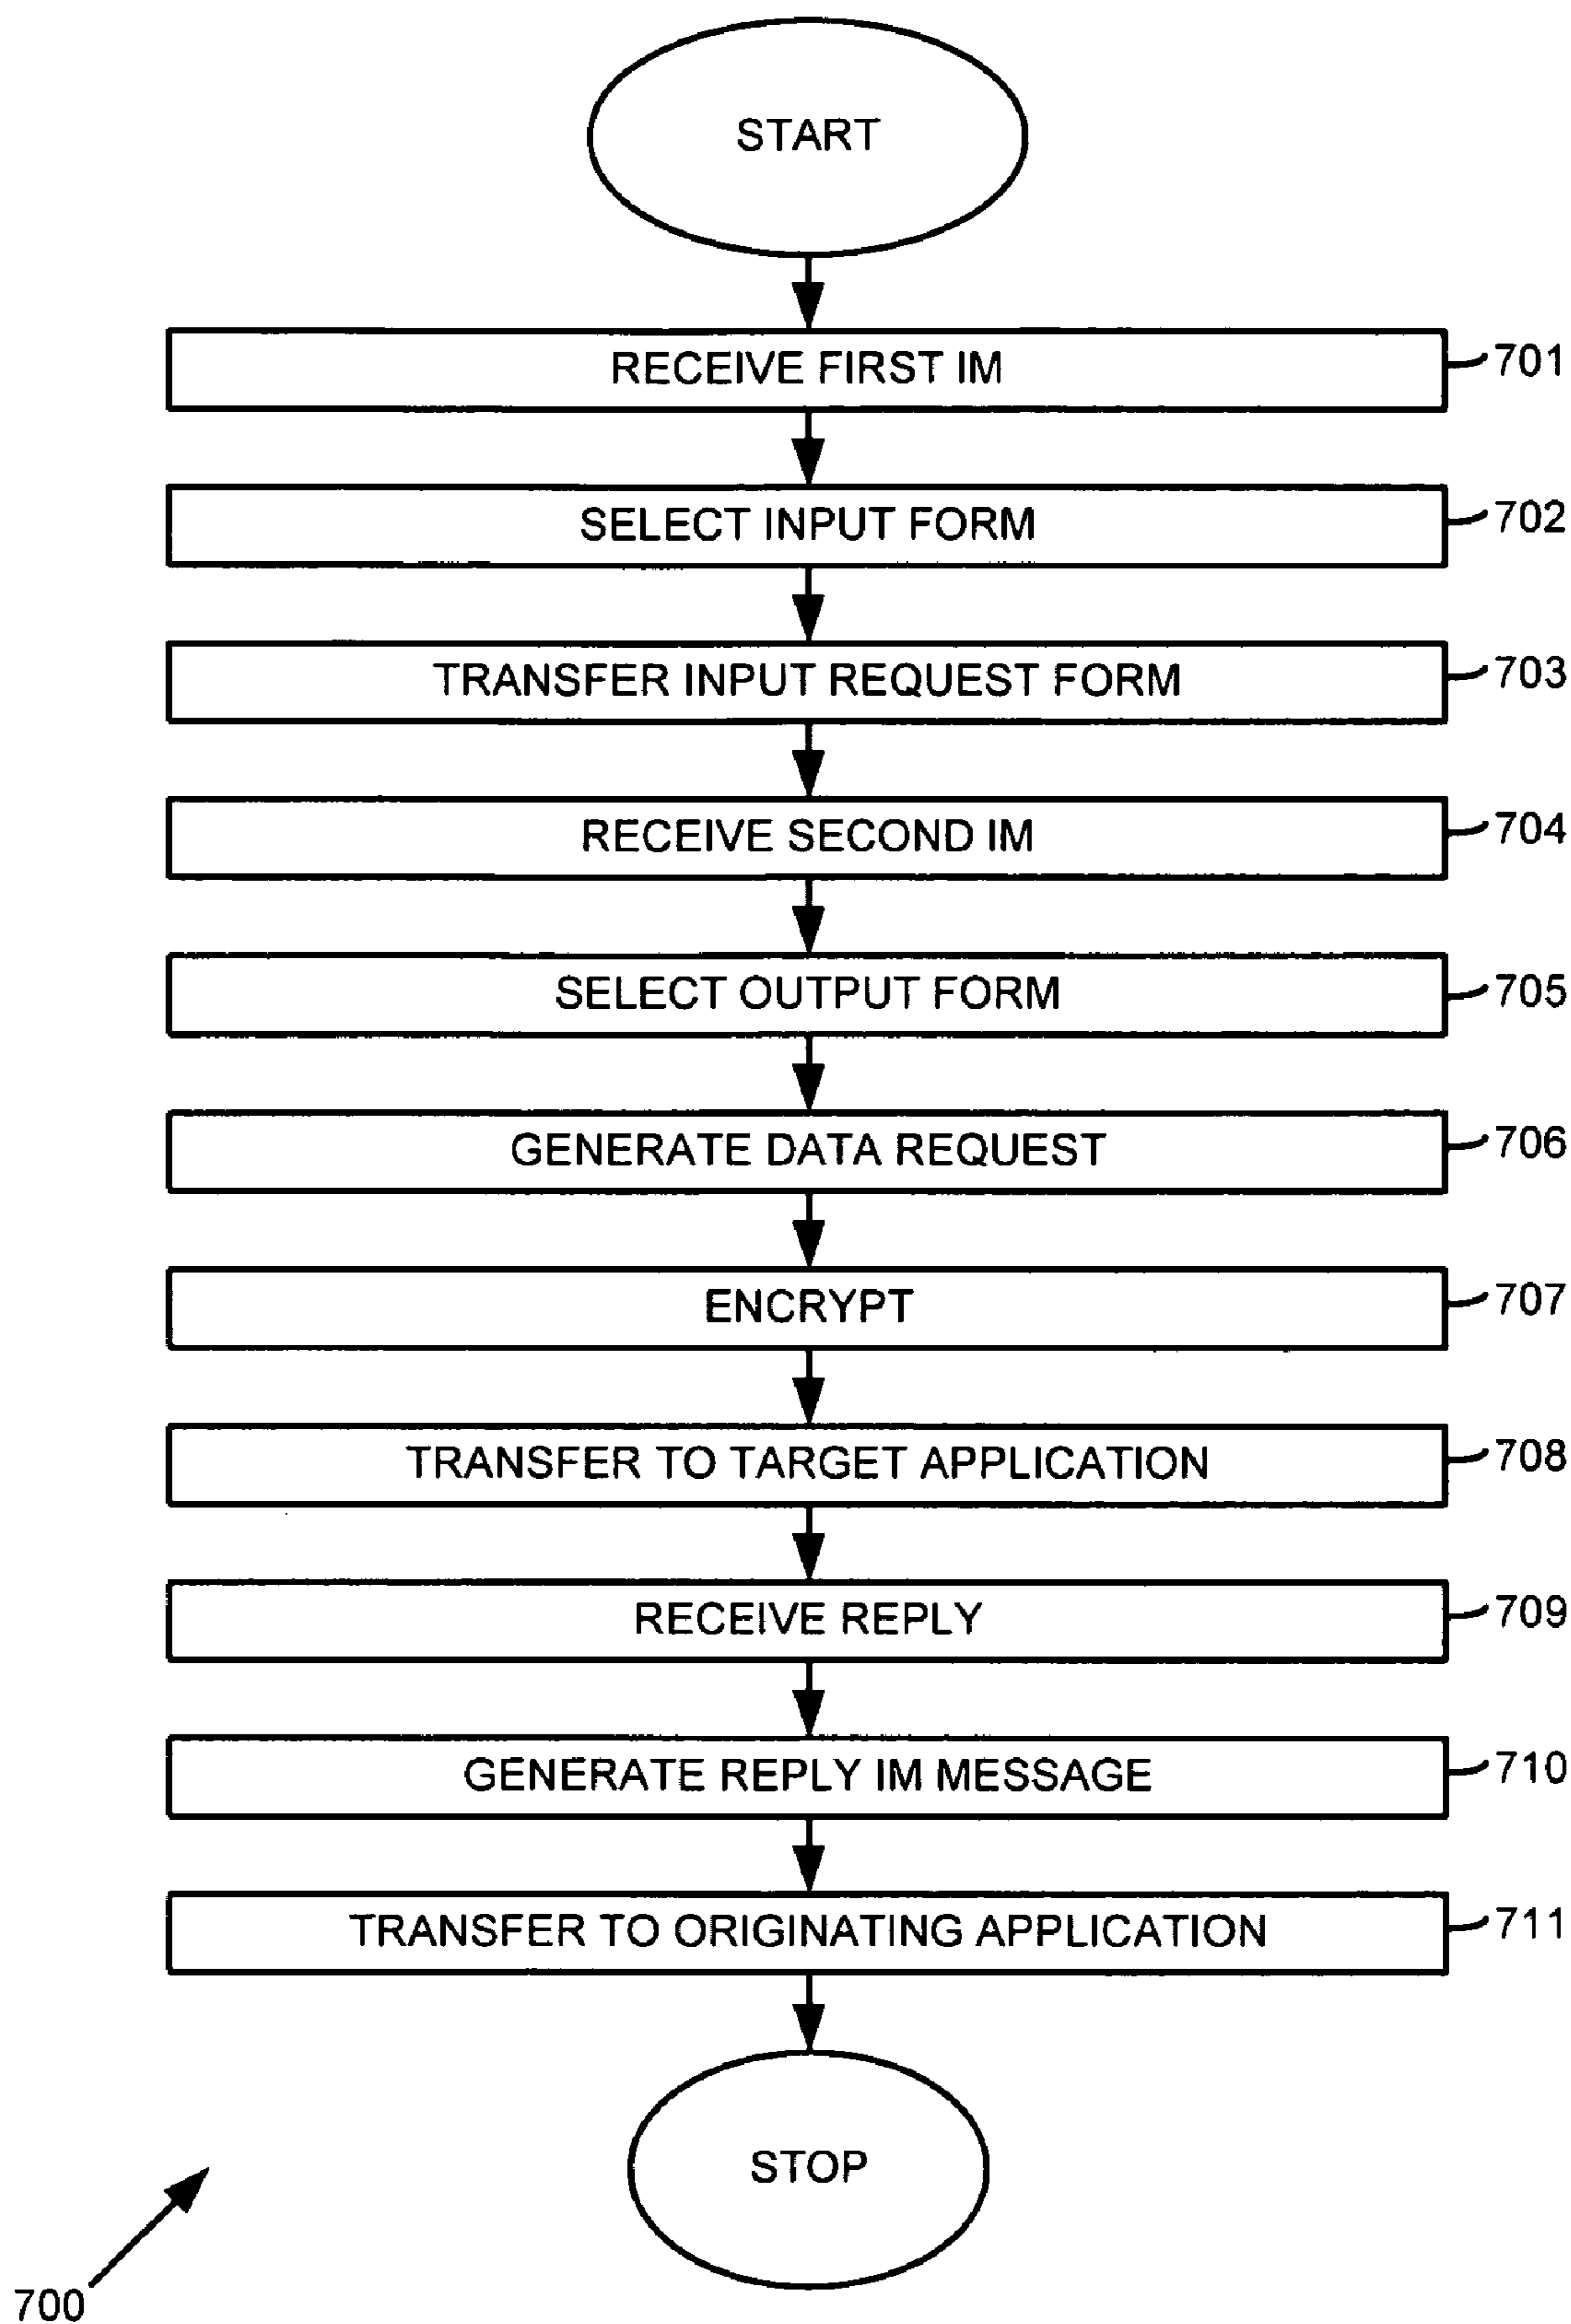 START
RECEIVE FIRST IM
701
SELECT INPUT FORM
702
TRANSFER INPUT REQUEST FORM
703
RECEIVE SECOND IM
704
SELECT OUTPUT FORM
705
GENERATE DATA REQUEST
706
ENCRYPT
707
TRANSFER TO TARGET APPLICATION
708
RECEIVE REPLY
709
GENERATE REPLY IM MESSAGE
710
TRANSFER TO ORIGINATING APPLICATION
711
STOP
700